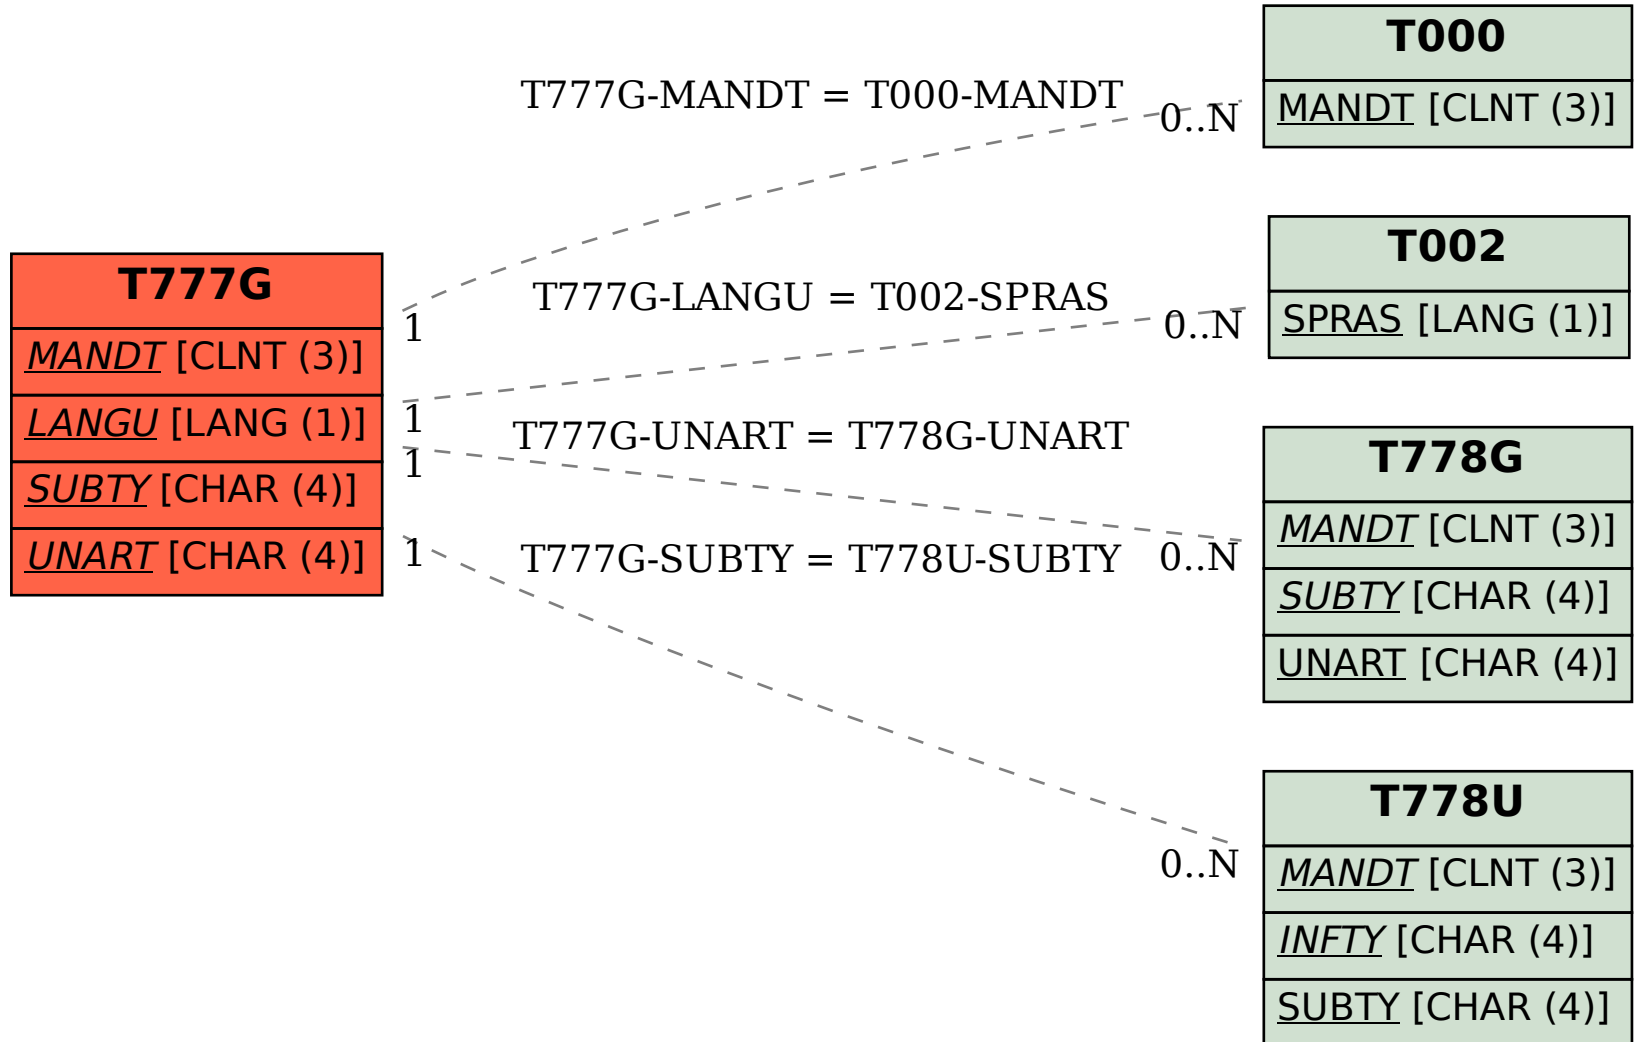 T777G
MANDT [CLNT (3)]
LANGU [LANG (1)]
SUBTY [CHAR (4)]
UNART [CHAR (4)]
T777G-MANDT = T000-MANDT
1
0..N
T777G-LANGU = T002-SPRAS
1
0..N
T777G-UNART = T778G-UNART
1
0..N
T777G-SUBTY = T778U-SUBTY
1
0..N
T000
MANDT [CLNT (3)]
T002
SPRAS [LANG (1)]
T778G
MANDT [CLNT (3)]
SUBTY [CHAR (4)]
UNART [CHAR (4)]
T778U
MANDT [CLNT (3)]
INFTY [CHAR (4)]
SUBTY [CHAR (4)]